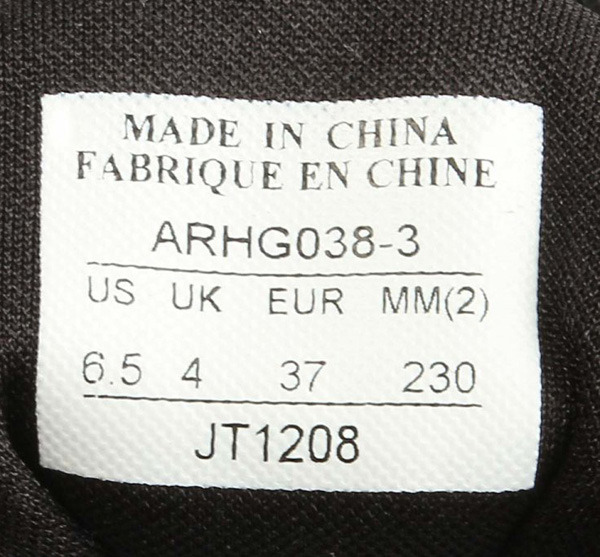 MADE IN CHINA
FABRIQUE EN CHINE
ARHG038-3
US UK EUR MM(2)
6.5 4 37 230
JT1208